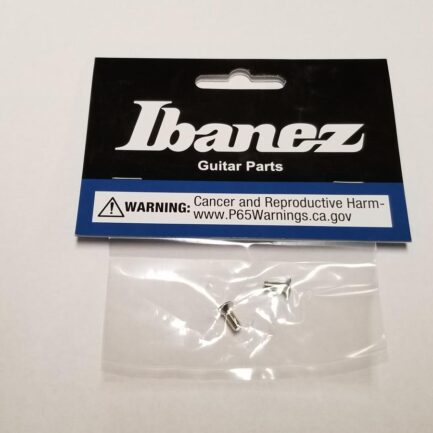 Ibanez
Guitar Parts
WARNING: Cancer and Reproductive Harm-
www.P65Warnings.ca.gov